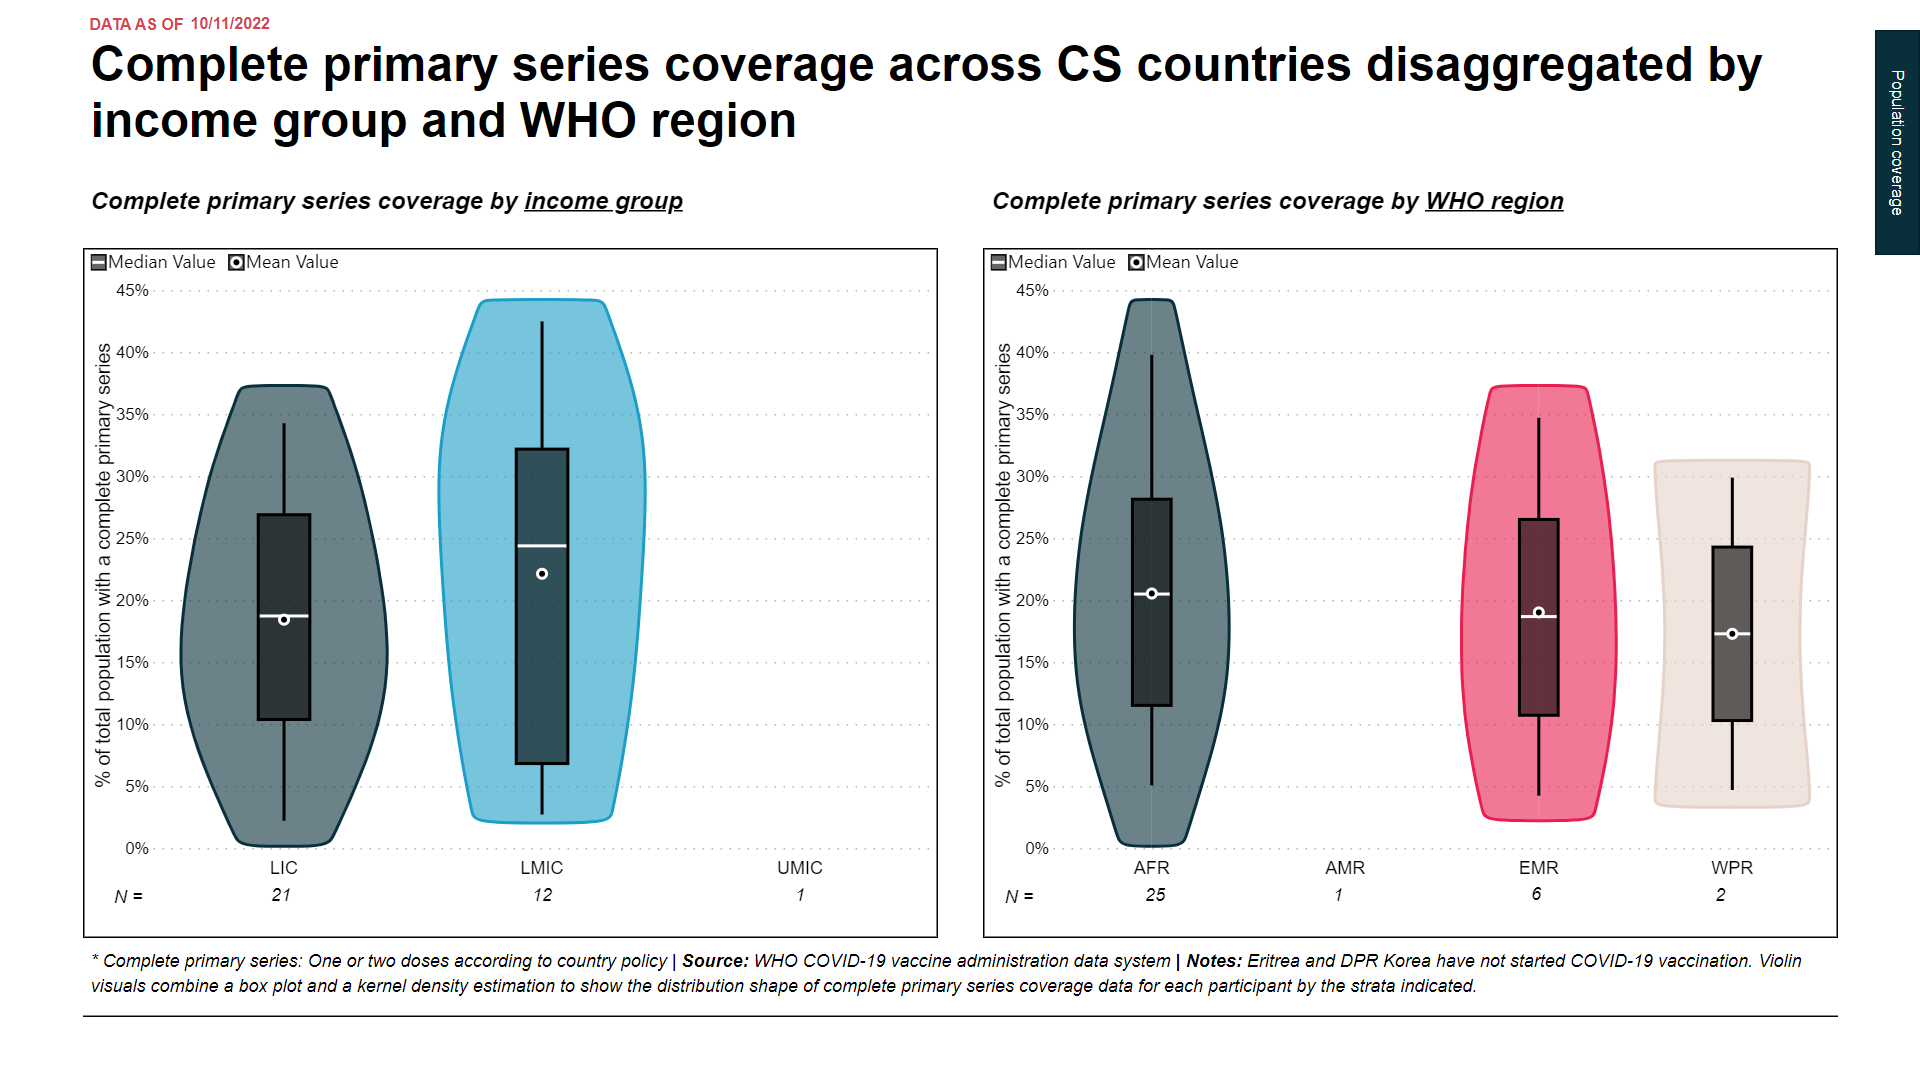 DATA AS OF 10/11/2022
Complete primary series coverage across CS countries disaggregated by
income group and WHO region
Population coverage
Complete primary series coverage by income group
Median Value Mean Value
% of total population with a complete primary series
45%
40%
35%
30%
25%
20%
15%
10%
5%
0%
LIC LMIC UMIC
N = 21 12 1
Complete primary series coverage by WHO region
Median Value Mean Value
% of total population with a complete primary series
45%
40%
35%
30%
25%
20%
15%
10%
5%
0%
AFR AMR EMR WPR
N = 25 1 6 2
* Complete primary series: One or two doses according to country policy | Source: WHO COVID-19 vaccine administration data system | Notes: Eritrea and DPR Korea have not started COVID-19 vaccination. Violin
visuals combine a box plot and a kernel density estimation to show the distribution shape of complete primary series coverage data for each participant by the strata indicated.